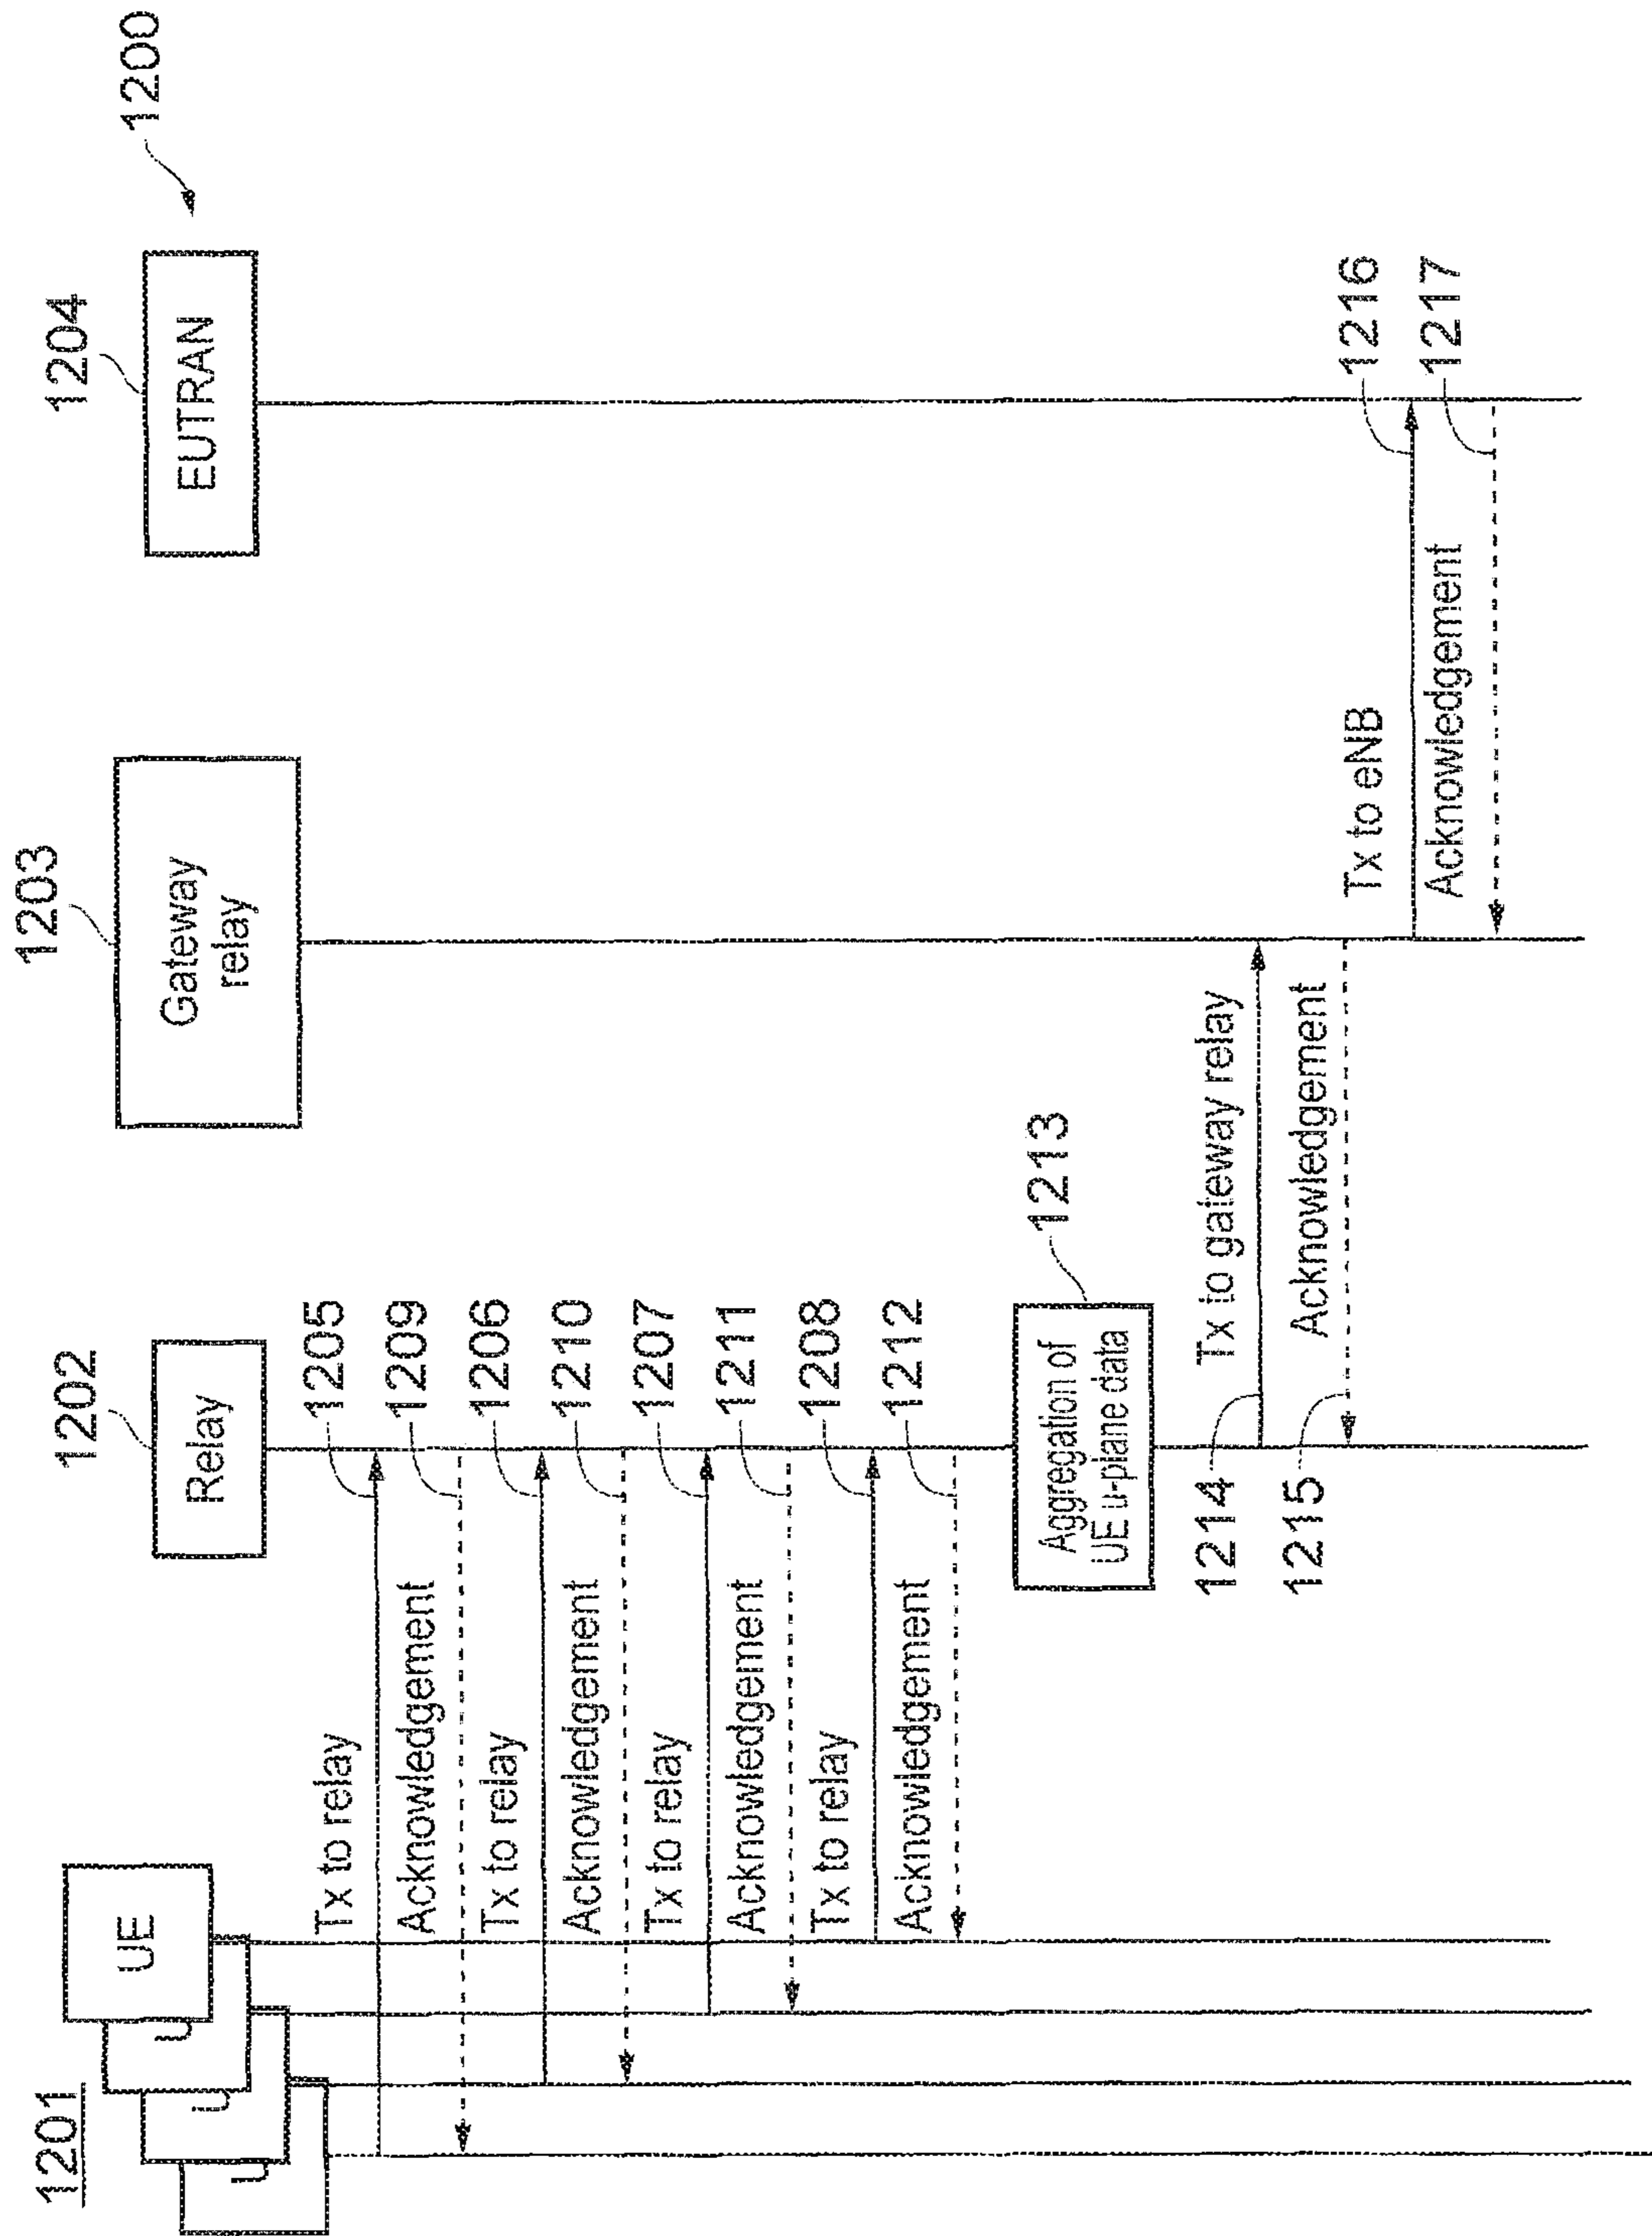 1200
1201
UE
U
U
U
1202
Relay
1203
Gateway
relay
1204
EUTRAN
Tx to relay
1205
Acknowledgement
1209
Tx to relay
1206
Acknowledgement
1210
Tx to relay
1207
Acknowledgement
1211
Tx to relay
1208
Acknowledgement
1212
Aggregation of
UE u-plane data
1213
1214
Tx to gateway relay
1215
Acknowledgement
Tx to eNB
1216
Acknowledgement
1217